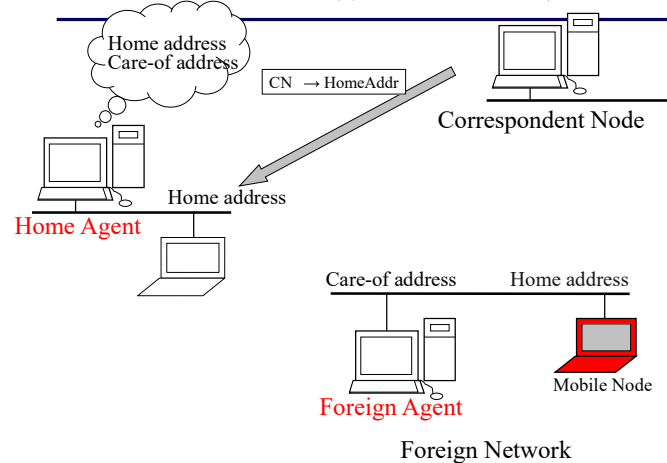 Home address
Care-of address
CN → HomeAddr
Correspondent Node
Home address
Home Agent
Care-of address Home address
Mobile Node
Foreign Agent
Foreign Network